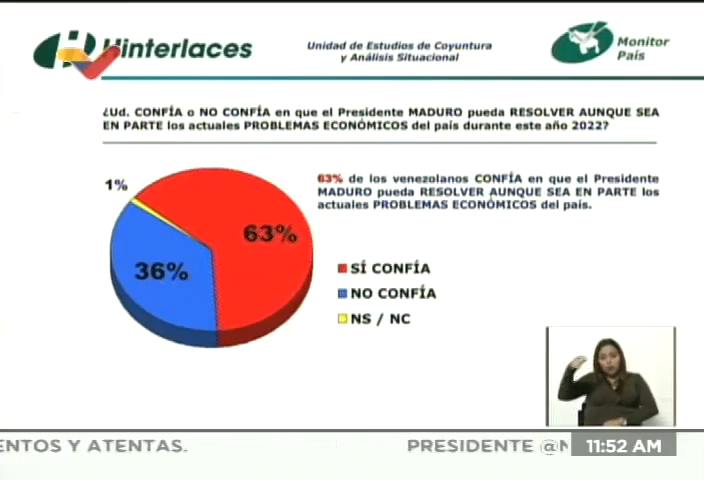 Hinterlaces
Unidad de Estudios de Coyuntura
y Análisis Situacional
Monitor
País
¿Ud. CONFÍA o NO CONFÍA en que el Presidente MADURO pueda RESOLVER AUNQUE SEA
EN PARTE los actuales PROBLEMAS ECONÓMICOS del país durante este año 2022?
63% de los venezolanos CONFÍA en que el Presidente
MADURO pueda RESOLVER AUNQUE SEA EN PARTE los
actuales PROBLEMAS ECONÓMICOS del país.
1%
63%
36%
SÍ CONFÍA
NO CONFÍA
NS / NC
ENTOS Y ATENTAS. PRESIDENTE @N 11:52 AM